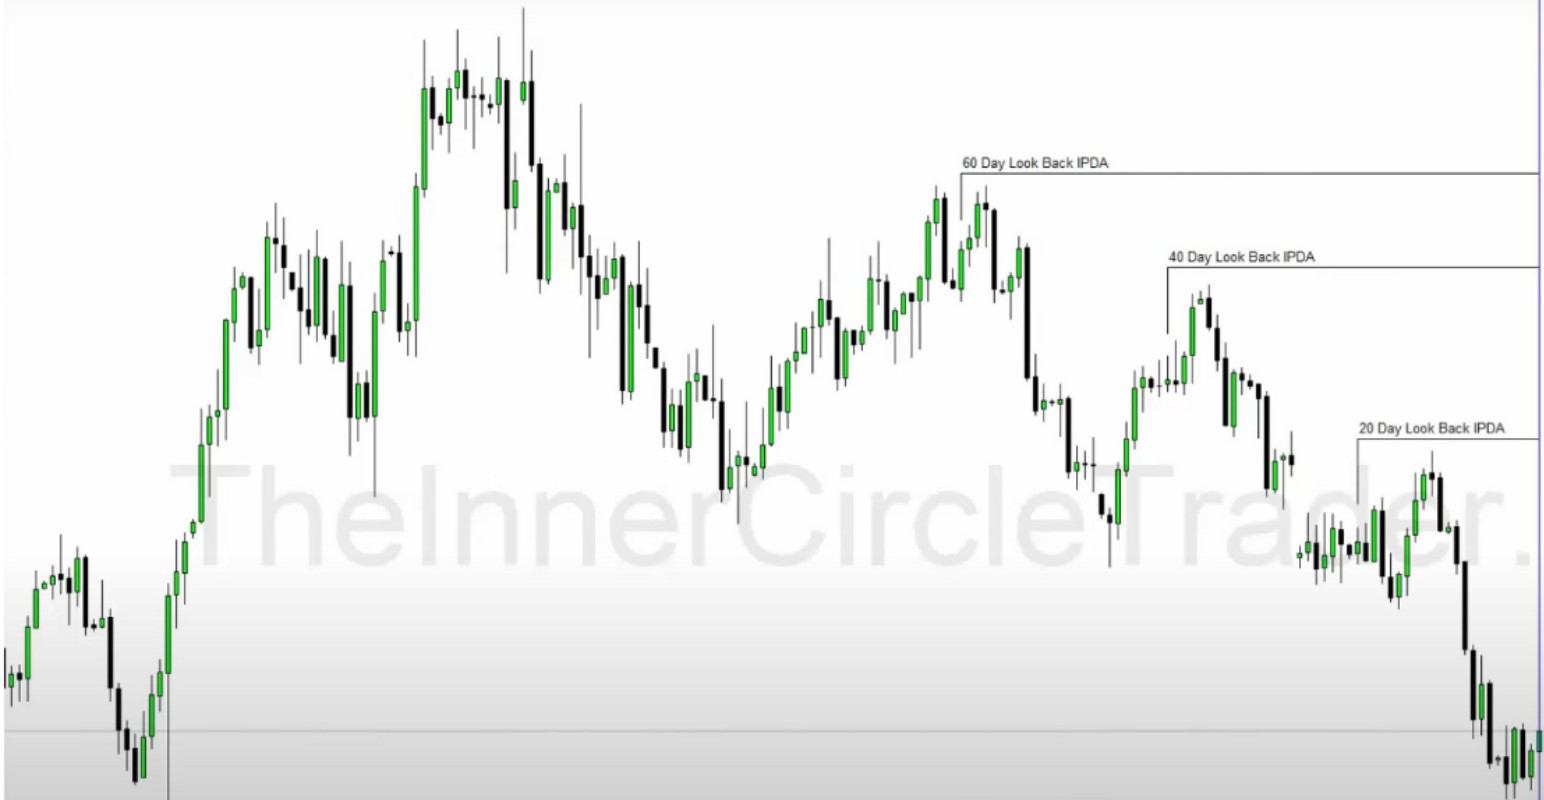 60 Day Look Back IPDA
40 Day Look Back IPDA
20 Day Look Back IPDA
TheInnerCircleTrader.